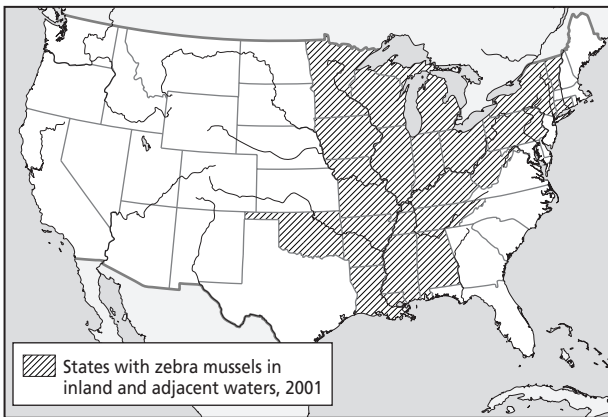 States with zebra mussels in
inland and adjacent waters, 2001